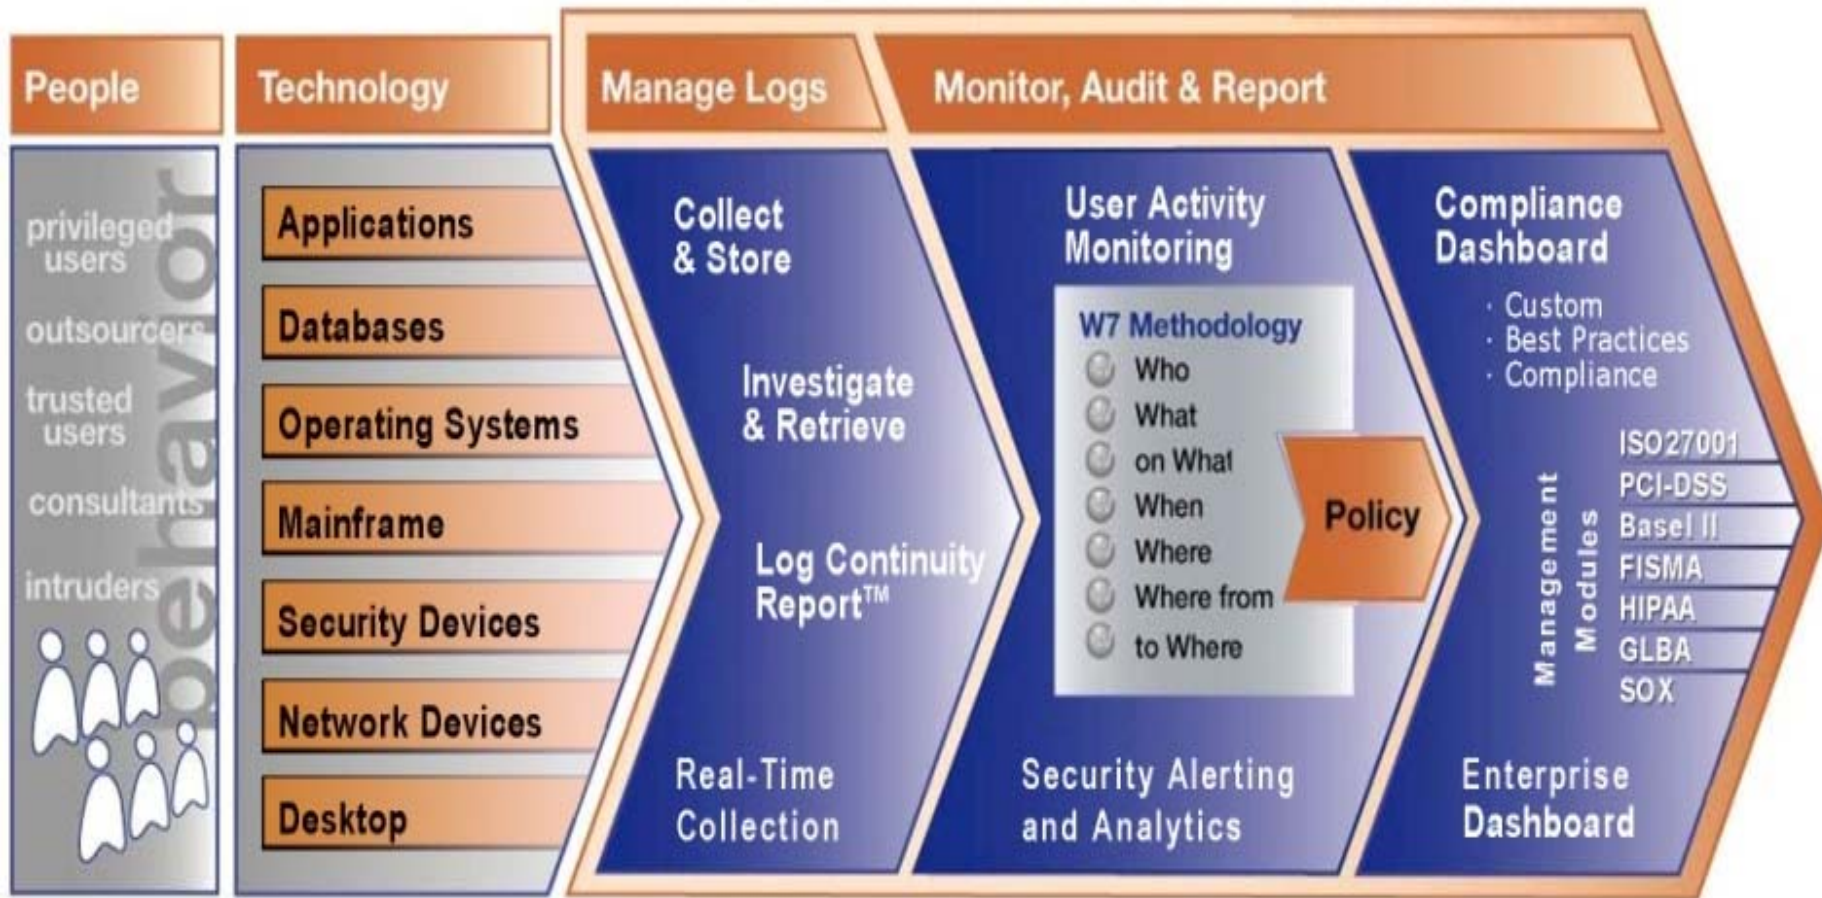 People
behavior
privileged
users
outsourcers
trusted
users
consultants
intruders
Technology
Applications
Databases
Operating Systems
Mainframe
Security Devices
Network Devices
Desktop
Manage Logs
Collect
& Store
Investigate
& Retrieve
Log Continuity
Report™
Real-Time
Collection
Monitor, Audit & Report
User Activity
Monitoring
W7 Methodology
Who
What
on What
When
Where
Where from
to Where
Policy
Security Alerting
and Analytics
Compliance
Dashboard
· Custom
· Best Practices
· Compliance
Management
Modules
ISO27001
PCI-DSS
Basel II
FISMA
HIPAA
GLBA
SOX
Enterprise
Dashboard